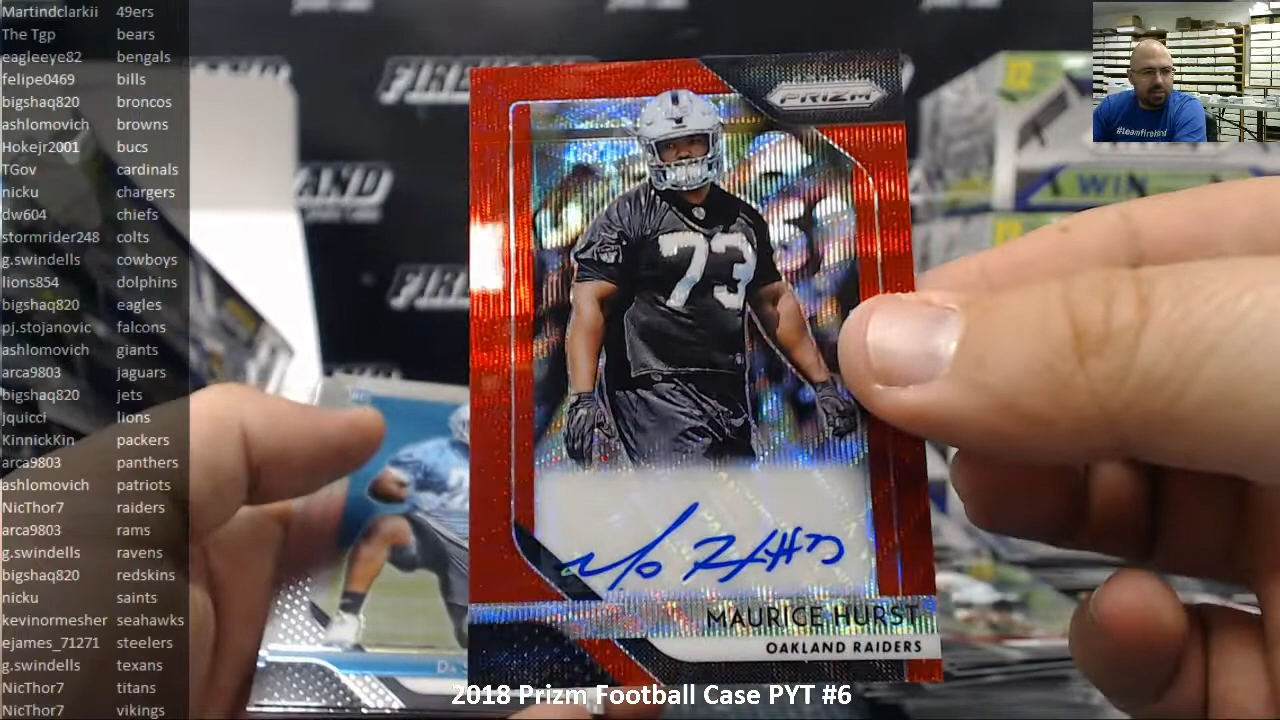 Martindclarkii 49ers
The Tgp bears
eagleeye82 bengals
felipe0469 bills
bigshaq820 broncos
ashlomovich browns
Hokejr2001 bucs
TGov cardinals
nicku chargers
dw604 chiefs
stormrider248 colts
g.swindells cowboys
lions854 dolphins
bigshaq820 eagles
pj.stojanovic falcons
ashlomovich giants
arca9803 jaguars
bigshaq820 jets
jquicci lions
KinnickKin packers
arca9803 panthers
ashlomovich patriots
NicThor7 raiders
arca9803 rams
g.swindells ravens
bigshaq820 redskins
nicku saints
kevinormesher seahawks
ejames_71271 steelers
g.swindells texans
NicThor7 titans
NicThor7 vikings
PRIZM
73
#73
MAURICE HURST
OAKLAND RAIDERS
#teamfirehand
12
WIN
2018 Prizm Football Case PYT #6